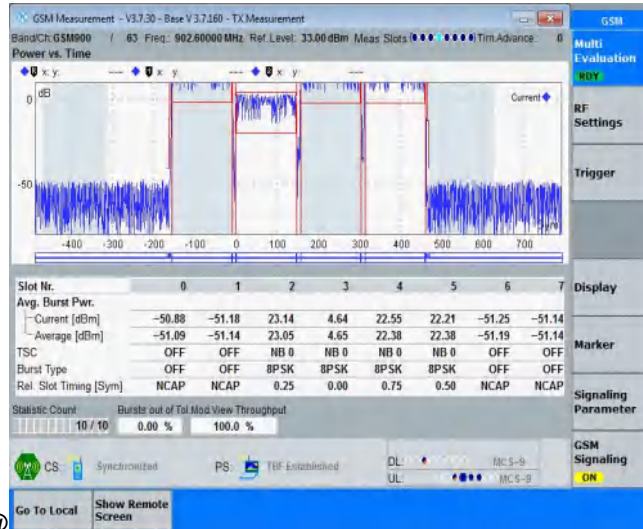 GSM Measurement - V3.7.30 - Base V 3.7.160 - TX Measurement
GSM
Band/Ch: GSM900 / 63 Freq.: 902.60000 MHz Ref. Level: 33.00 dBm Meas Slots Tim.Advance: 0
Power vs. Time
Multi Evaluation
RDY
x: y: --- x: y: --- x: y: ---
dB
Current
0
-50
Sym
-400 -300 -200 -100 0 100 200 300 400 500 600 700
RF Settings
Trigger
Slot Nr. 0 1 2 3 4 5 6 7
Avg. Burst Pwr.
Current [dBm] -50.88 -51.18 23.14 4.64 22.55 22.21 -51.25 -51.14
Average [dBm] -51.09 -51.14 23.05 4.65 22.38 22.38 -51.19 -51.14
TSC OFF OFF NB 0 NB 0 NB 0 NB 0 OFF OFF
Burst Type OFF OFF 8PSK 8PSK 8PSK 8PSK OFF OFF
Rel. Slot Timing [Sym] NCAP NCAP 0.25 0.00 0.75 0.50 NCAP NCAP
Display
Marker
Signaling Parameter
Statistic Count Bursts out of Tol. Mod.View Throughput
10 / 10 0.00 % 100.0 %
CS: Synchronized PS: TBF Established DL: MCS-9
UL: MCS-9
GSM Signaling
ON
Go To Local
Show Remote Screen